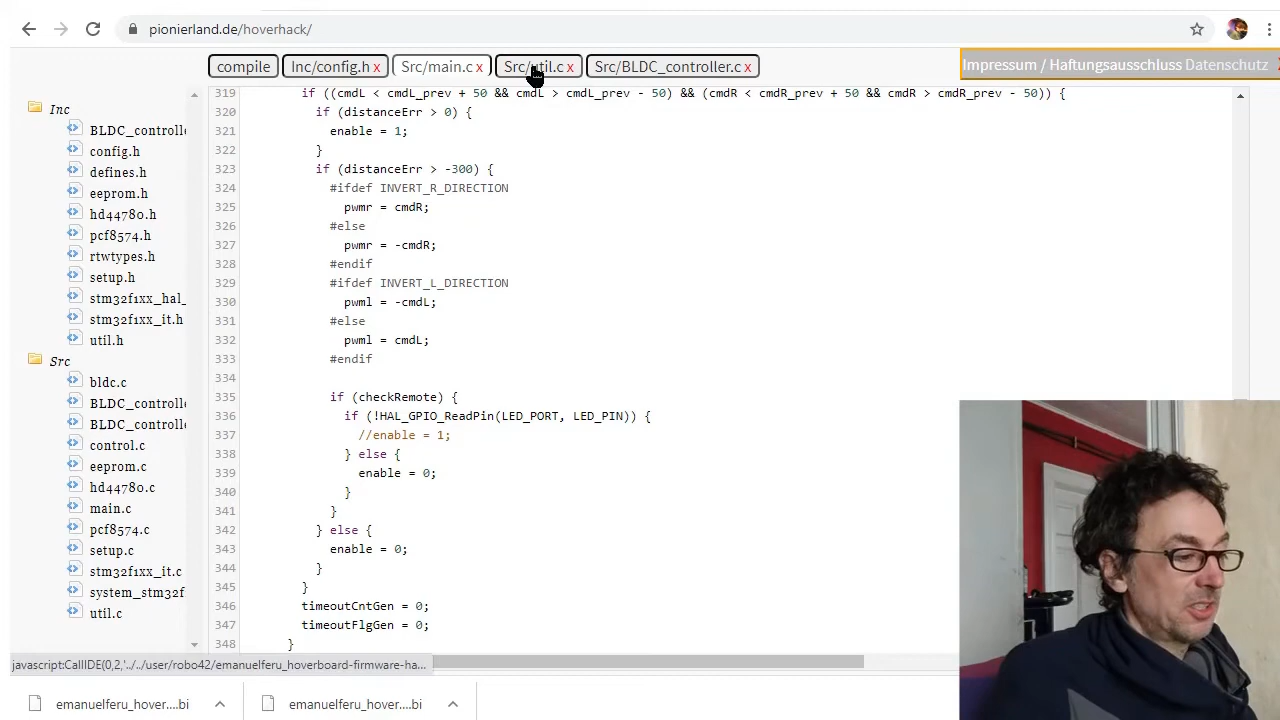 pionierland.de/hoverhack/
compile
Inc/config.h x
Src/main.c x
Src/util.c x
Src/BLDC_controller.c x
Impressum / Haftungsausschluss Datenschutz
Inc
BLDC_controlle
config.h
defines.h
eeprom.h
hd44780.h
pcf8574.h
rtwtypes.h
setup.h
stm32f1xx_hal_
stm32f1xx_it.h
util.h
Src
bldc.c
BLDC_controlle
BLDC_controlle
control.c
eeprom.c
hd44780.c
main.c
pcf8574.c
setup.c
stm32f1xx_it.c
system_stm32f
util.c
319 if ((cmdL < cmdL_prev + 50 && cmdL > cmdL_prev - 50) && (cmdR < cmdR_prev + 50 && cmdR > cmdR_prev - 50)) {
320 if (distanceErr > 0) {
321 enable = 1;
322 }
323 if (distanceErr > -300) {
324 #ifdef INVERT_R_DIRECTION
325 pwmr = cmdR;
326 #else
327 pwmr = -cmdR;
328 #endif
329 #ifdef INVERT_L_DIRECTION
330 pwml = -cmdL;
331 #else
332 pwml = cmdL;
333 #endif
334
335 if (checkRemote) {
336 if (!HAL_GPIO_ReadPin(LED_PORT, LED_PIN)) {
337 //enable = 1;
338 } else {
339 enable = 0;
340 }
341 }
342 } else {
343 enable = 0;
344 }
345 }
346 timeoutCntGen = 0;
347 timeoutFlgGen = 0;
348 }
javascript:CallIDE(0,2,'../../user/robo42/emanuelferu_hoverboard-firmware-ha...
emanuelferu_hover....bi
emanuelferu_hover....bi